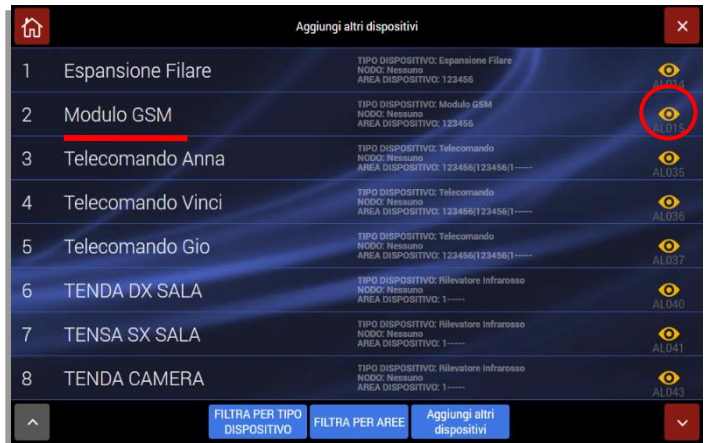 Aggiungi altri dispositivi
1 Espansione Filare
TIPO DISPOSITIVO: Espansione Filare
NODO: Nessuno
AREA DISPOSITIVO: 123456
AL014
2 Modulo GSM
TIPO DISPOSITIVO: Modulo GSM
NODO: Nessuno
AREA DISPOSITIVO: 123456
AL015
3 Telecomando Anna
TIPO DISPOSITIVO: Telecomando
NODO: Nessuno
AREA DISPOSITIVO: 123456|123456|1-----
AL035
4 Telecomando Vinci
TIPO DISPOSITIVO: Telecomando
NODO: Nessuno
AREA DISPOSITIVO: 123456|123456|1-----
AL036
5 Telecomando Gio
TIPO DISPOSITIVO: Telecomando
NODO: Nessuno
AREA DISPOSITIVO: 123456|123456|1-----
AL037
6 TENDA DX SALA
TIPO DISPOSITIVO: Rilevatore Infrarosso
NODO: Nessuno
AREA DISPOSITIVO: 1-----
AL040
7 TENSA SX SALA
TIPO DISPOSITIVO: Rilevatore Infrarosso
NODO: Nessuno
AREA DISPOSITIVO: 1-----
AL041
8 TENDA CAMERA
TIPO DISPOSITIVO: Rilevatore Infrarosso
NODO: Nessuno
AREA DISPOSITIVO: 1-----
AL043
FILTRA PER TIPO
DISPOSITIVO
FILTRA PER AREE
Aggiungi altri
dispositivi